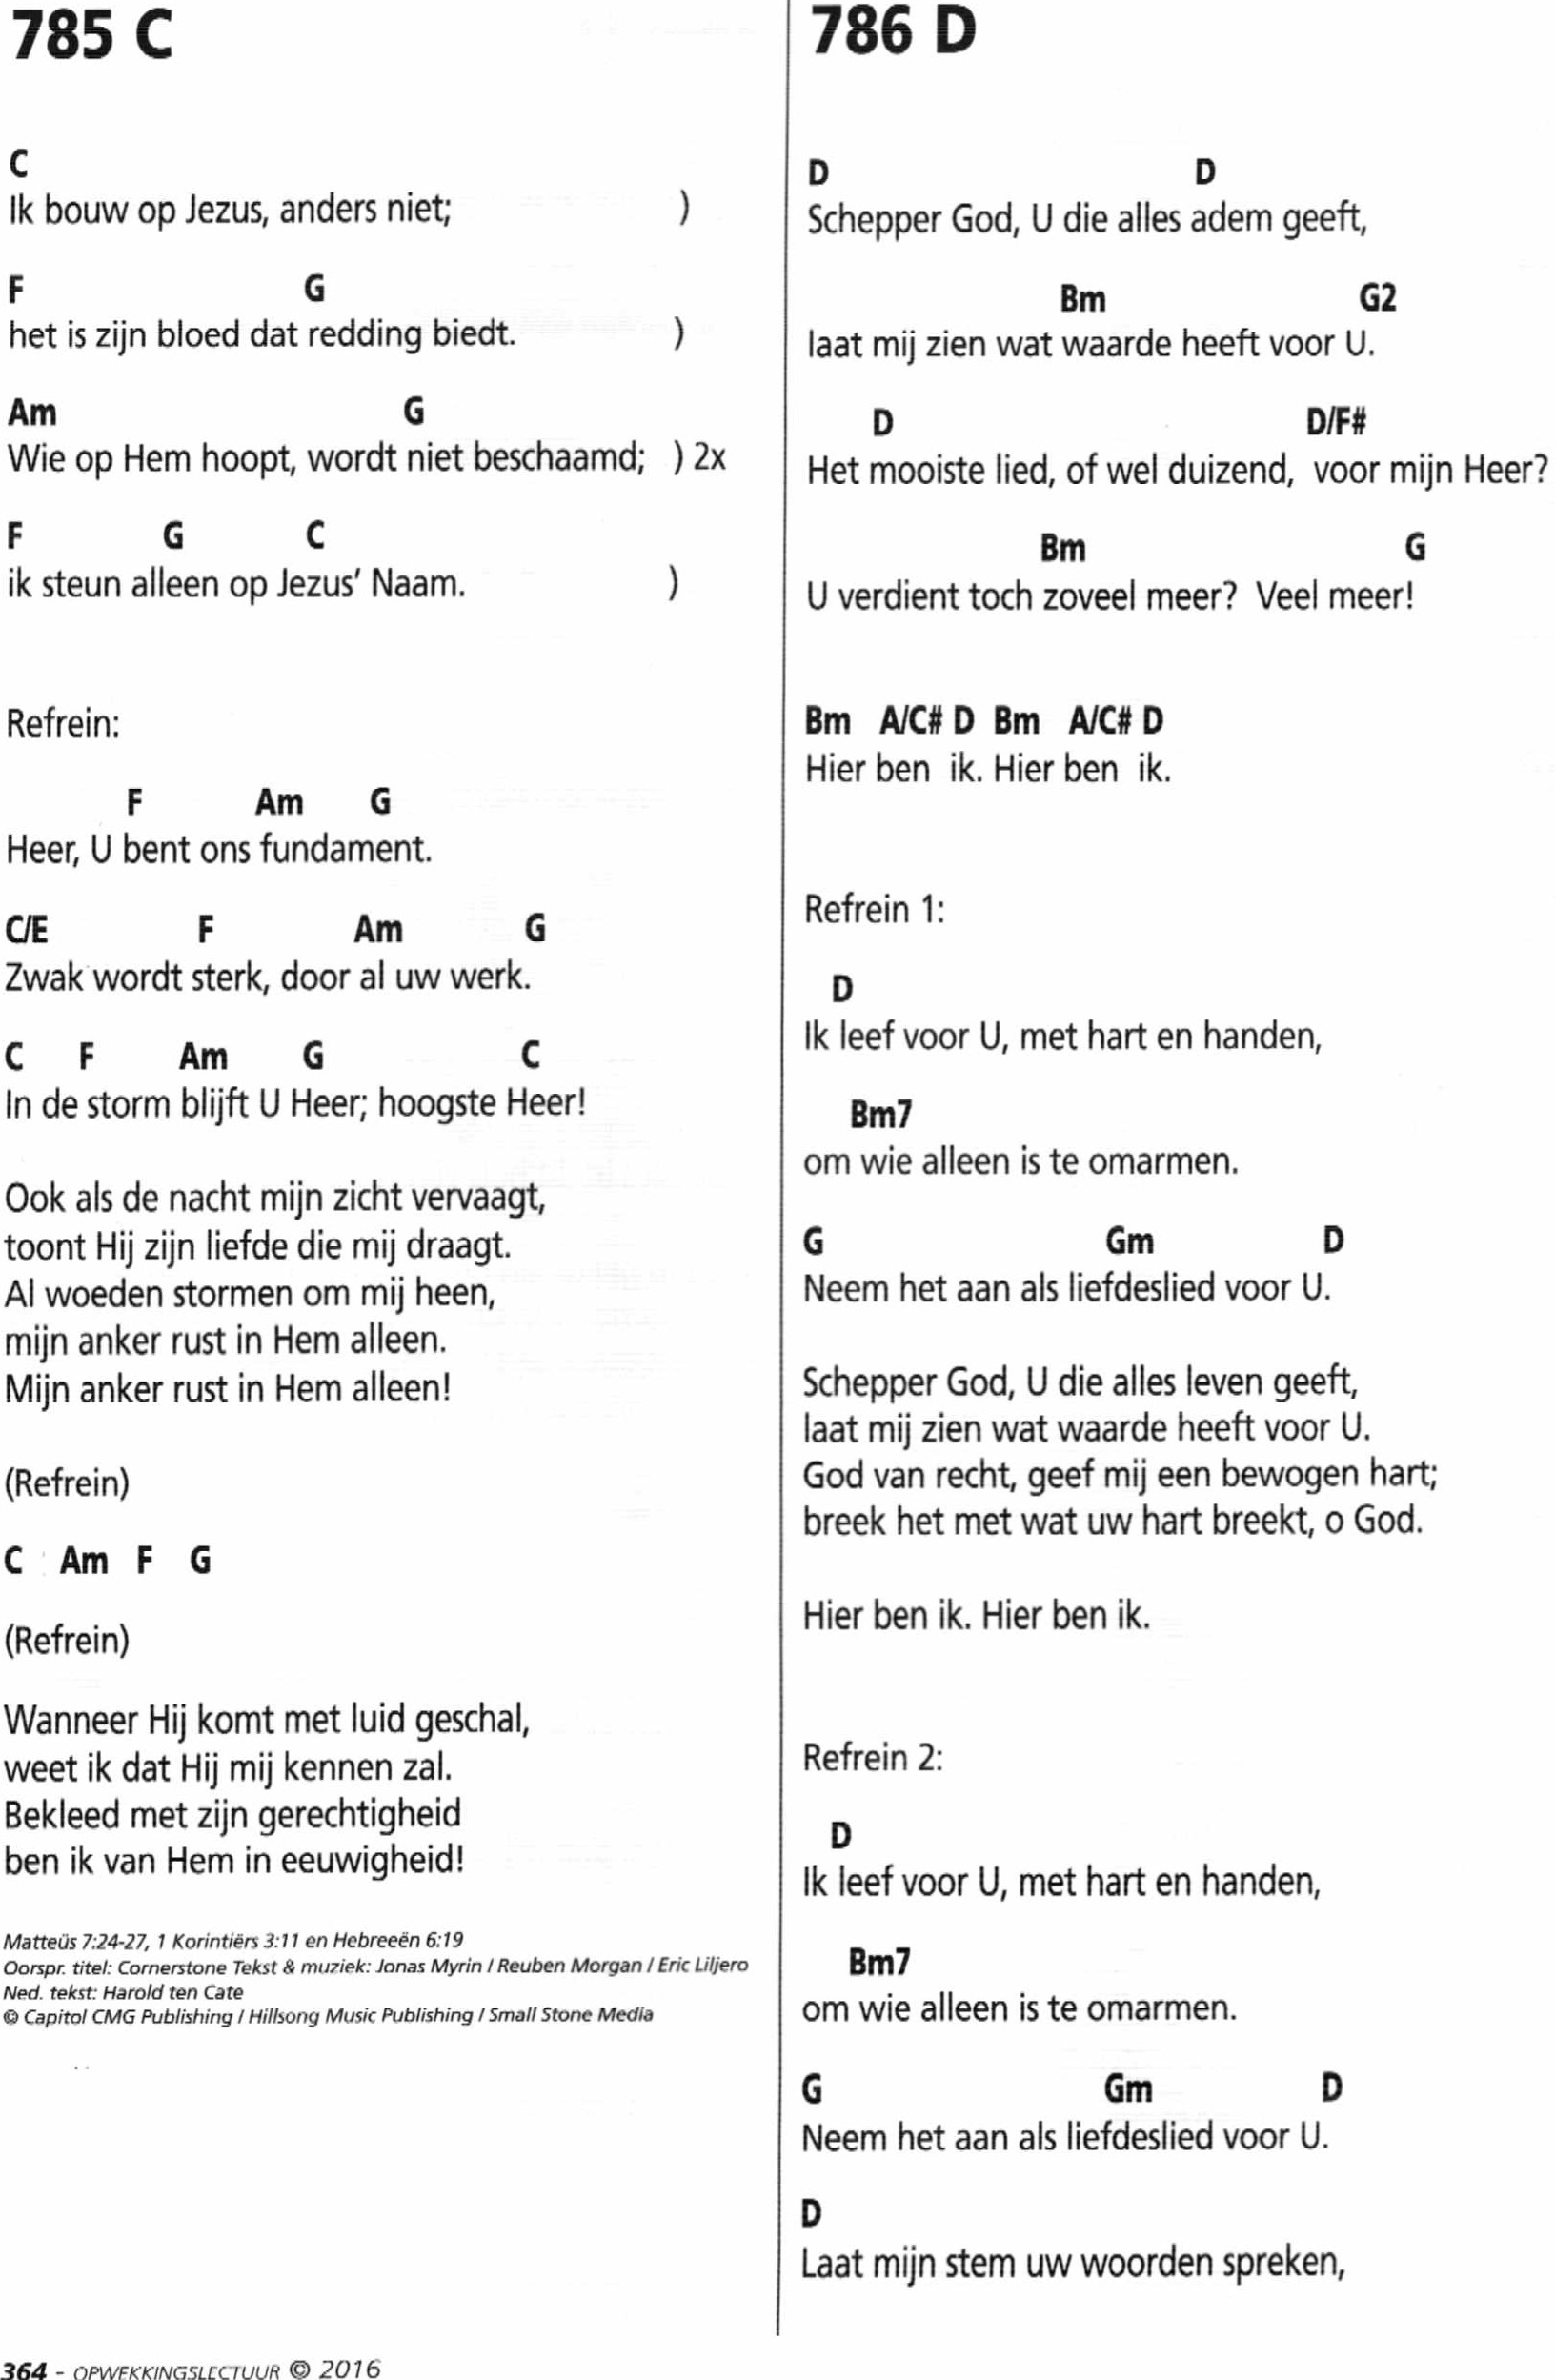 785 C
C
Ik bouw op Jezus, anders niet; )
F G
het is zijn bloed dat redding biedt. )
Am G
Wie op Hem hoopt, wordt niet beschaamd; ) 2x
F G C
ik steun alleen op Jezus’ Naam. )
Refrein:
F Am G
Heer, U bent ons fundament.
C/E F Am G
Zwak wordt sterk, door al uw werk.
C F Am G C
In de storm blijft U Heer; hoogste Heer!
Ook als de nacht mijn zicht vervaagt,
toont Hij zijn liefde die mij draagt.
Al woeden stormen om mij heen,
mijn anker rust in Hem alleen.
Mijn anker rust in Hem alleen!
(Refrein)
C Am F G
(Refrein)
Wanneer Hij komt met luid geschal,
weet ik dat Hij mij kennen zal.
Bekleed met zijn gerechtigheid
ben ik van Hem in eeuwigheid!
Matteüs 7:24-27, 1 Korintiërs 3:11 en Hebreeën 6:19
Oorspr. titel: Cornerstone Tekst & muziek: Jonas Myrin / Reuben Morgan / Eric Liljero
Ned. tekst: Harold ten Cate
© Capitol CMG Publishing / Hillsong Music Publishing / Small Stone Media
786 D
D D
Schepper God, U die alles adem geeft,
Bm G2
laat mij zien wat waarde heeft voor U.
D D/F#
Het mooiste lied, of wel duizend, voor mijn Heer?
Bm G
U verdient toch zoveel meer? Veel meer!
Bm A/C# D Bm A/C# D
Hier ben ik. Hier ben ik.
Refrein 1:
D
Ik leef voor U, met hart en handen,
Bm7
om wie alleen is te omarmen.
G Gm D
Neem het aan als liefdeslied voor U.
Schepper God, U die alles leven geeft,
laat mij zien wat waarde heeft voor U.
God van recht, geef mij een bewogen hart;
breek het met wat uw hart breekt, o God.
Hier ben ik. Hier ben ik.
Refrein 2:
D
Ik leef voor U, met hart en handen,
Bm7
om wie alleen is te omarmen.
G Gm D
Neem het aan als liefdeslied voor U.
D
Laat mijn stem uw woorden spreken,
364 - OPWEKKINGSLECTUUR © 2016